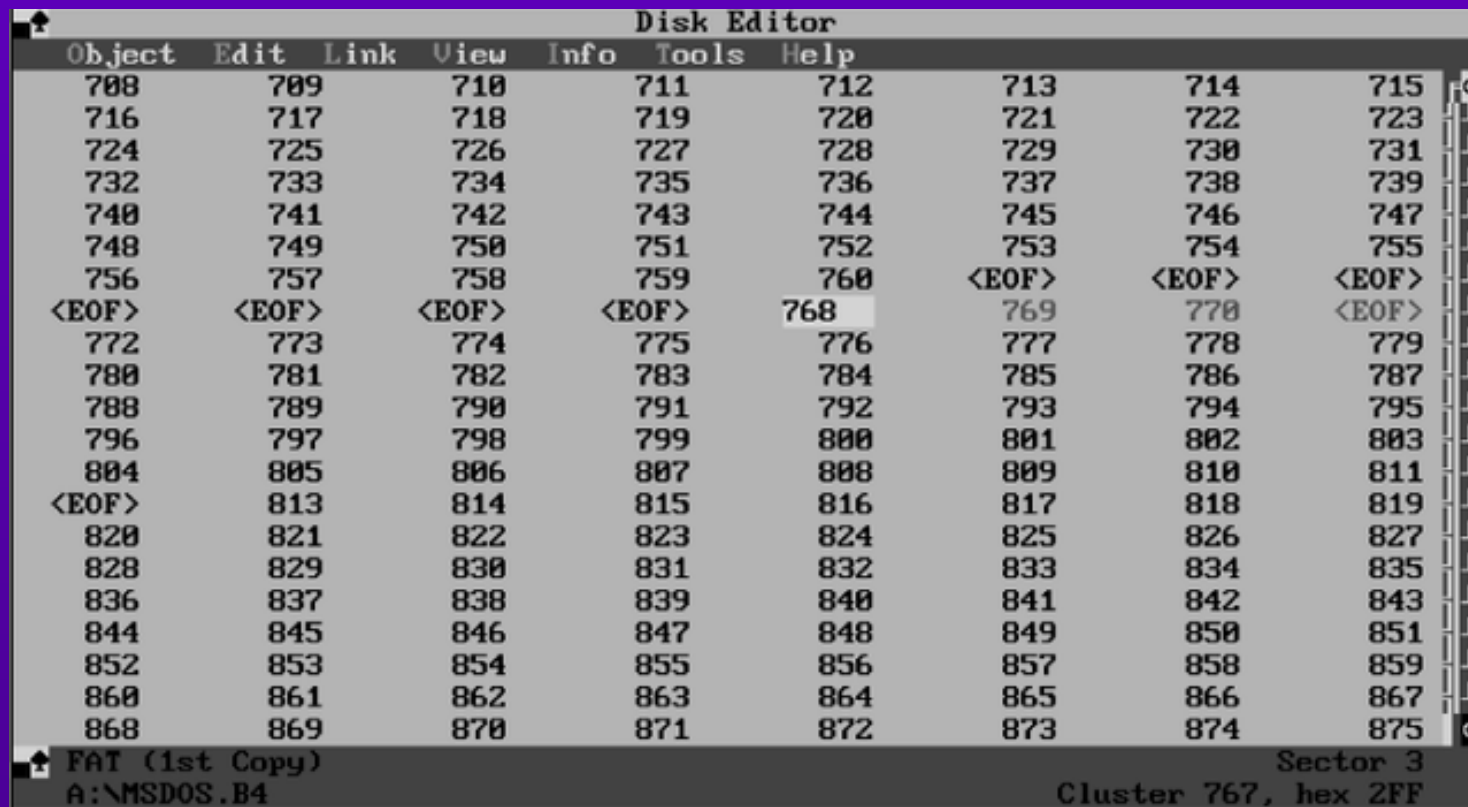 Disk Editor
Object Edit Link View Info Tools Help
708 709 710 711 712 713 714 715
716 717 718 719 720 721 722 723
724 725 726 727 728 729 730 731
732 733 734 735 736 737 738 739
740 741 742 743 744 745 746 747
748 749 750 751 752 753 754 755
756 757 758 759 760 <EOF> <EOF> <EOF>
<EOF> <EOF> <EOF> <EOF> 768 769 770 <EOF>
772 773 774 775 776 777 778 779
780 781 782 783 784 785 786 787
788 789 790 791 792 793 794 795
796 797 798 799 800 801 802 803
804 805 806 807 808 809 810 811
<EOF> 813 814 815 816 817 818 819
820 821 822 823 824 825 826 827
828 829 830 831 832 833 834 835
836 837 838 839 840 841 842 843
844 845 846 847 848 849 850 851
852 853 854 855 856 857 858 859
860 861 862 863 864 865 866 867
868 869 870 871 872 873 874 875
FAT (1st Copy) Sector 3
A:\MSDOS.B4 Cluster 767, hex 2FF